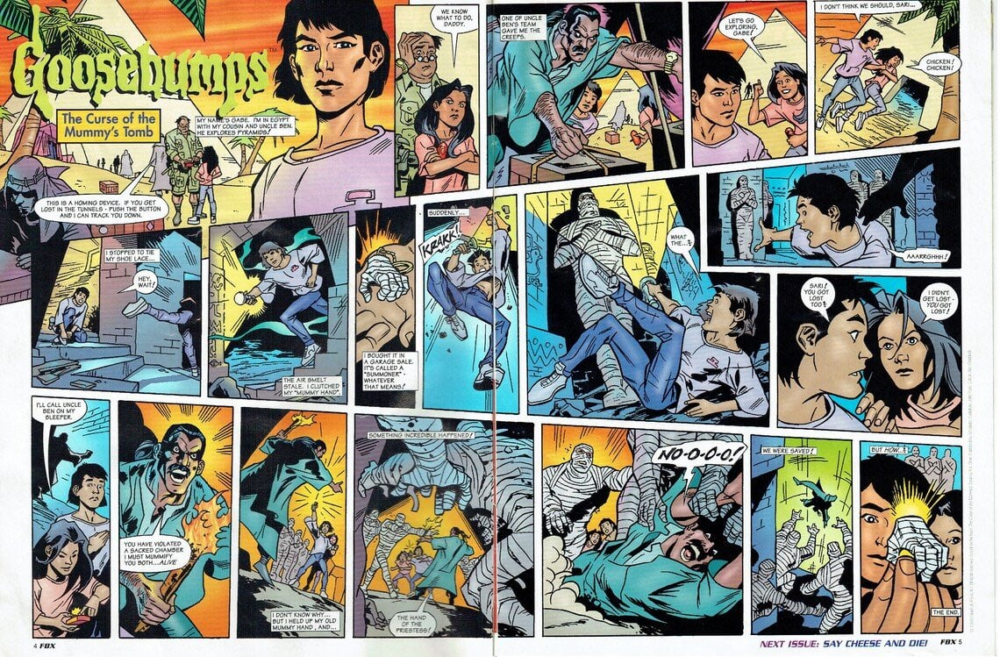 Goosebumps™
The Curse of the
Mummy's Tomb
MY NAME'S GABE. I'M IN EGYPT
WITH MY COUSIN AND UNCLE BEN.
HE EXPLORES PYRAMIDS!
THIS IS A HOMING DEVICE. IF YOU GET
LOST IN THE TUNNELS - PUSH THE BUTTON
AND I CAN TRACK YOU DOWN.
WE KNOW
WHAT TO DO,
DADDY.
ONE OF UNCLE
BEN'S TEAM
GAVE ME THE
CREEPS.
LET'S GO
EXPLORING,
GABE!
I DON'T THINK WE SHOULD, SARI...
CHICKEN!
CHICKEN!
I STOPPED TO TIE
MY SHOE LACE...
HEY,
WAIT!
THE AIR SMELT
STALE. I CLUTCHED
MY "MUMMY HAND".
I BOUGHT IT IN
A GARAGE SALE.
IT'S CALLED A
"SUMMONER" -
WHATEVER
THAT MEANS!
SUDDENLY...
KRARK!
WHAT
THE...?
AAARRGHHH!
SARI!
YOU GOT
LOST
TOO?
I DIDN'T
GET LOST -
YOU GOT
LOST!
I'LL CALL UNCLE
BEN ON MY
BLEEPER.
YOU HAVE VIOLATED
A SACRED CHAMBER
I MUST MUMMIFY
YOU BOTH...ALIVE
I DON'T KNOW WHY...
BUT I HELD UP MY OLD
MUMMY HAND, AND...
SOMETHING INCREDIBLE HAPPENED!
THE HAND
OF THE
PRIESTESS!
NO-O-O-O!
WE WERE SAVED!
BUT HOW...?
THE END.
4 FBX
NEXT ISSUE: SAY CHEESE AND DIE!
FBX 5